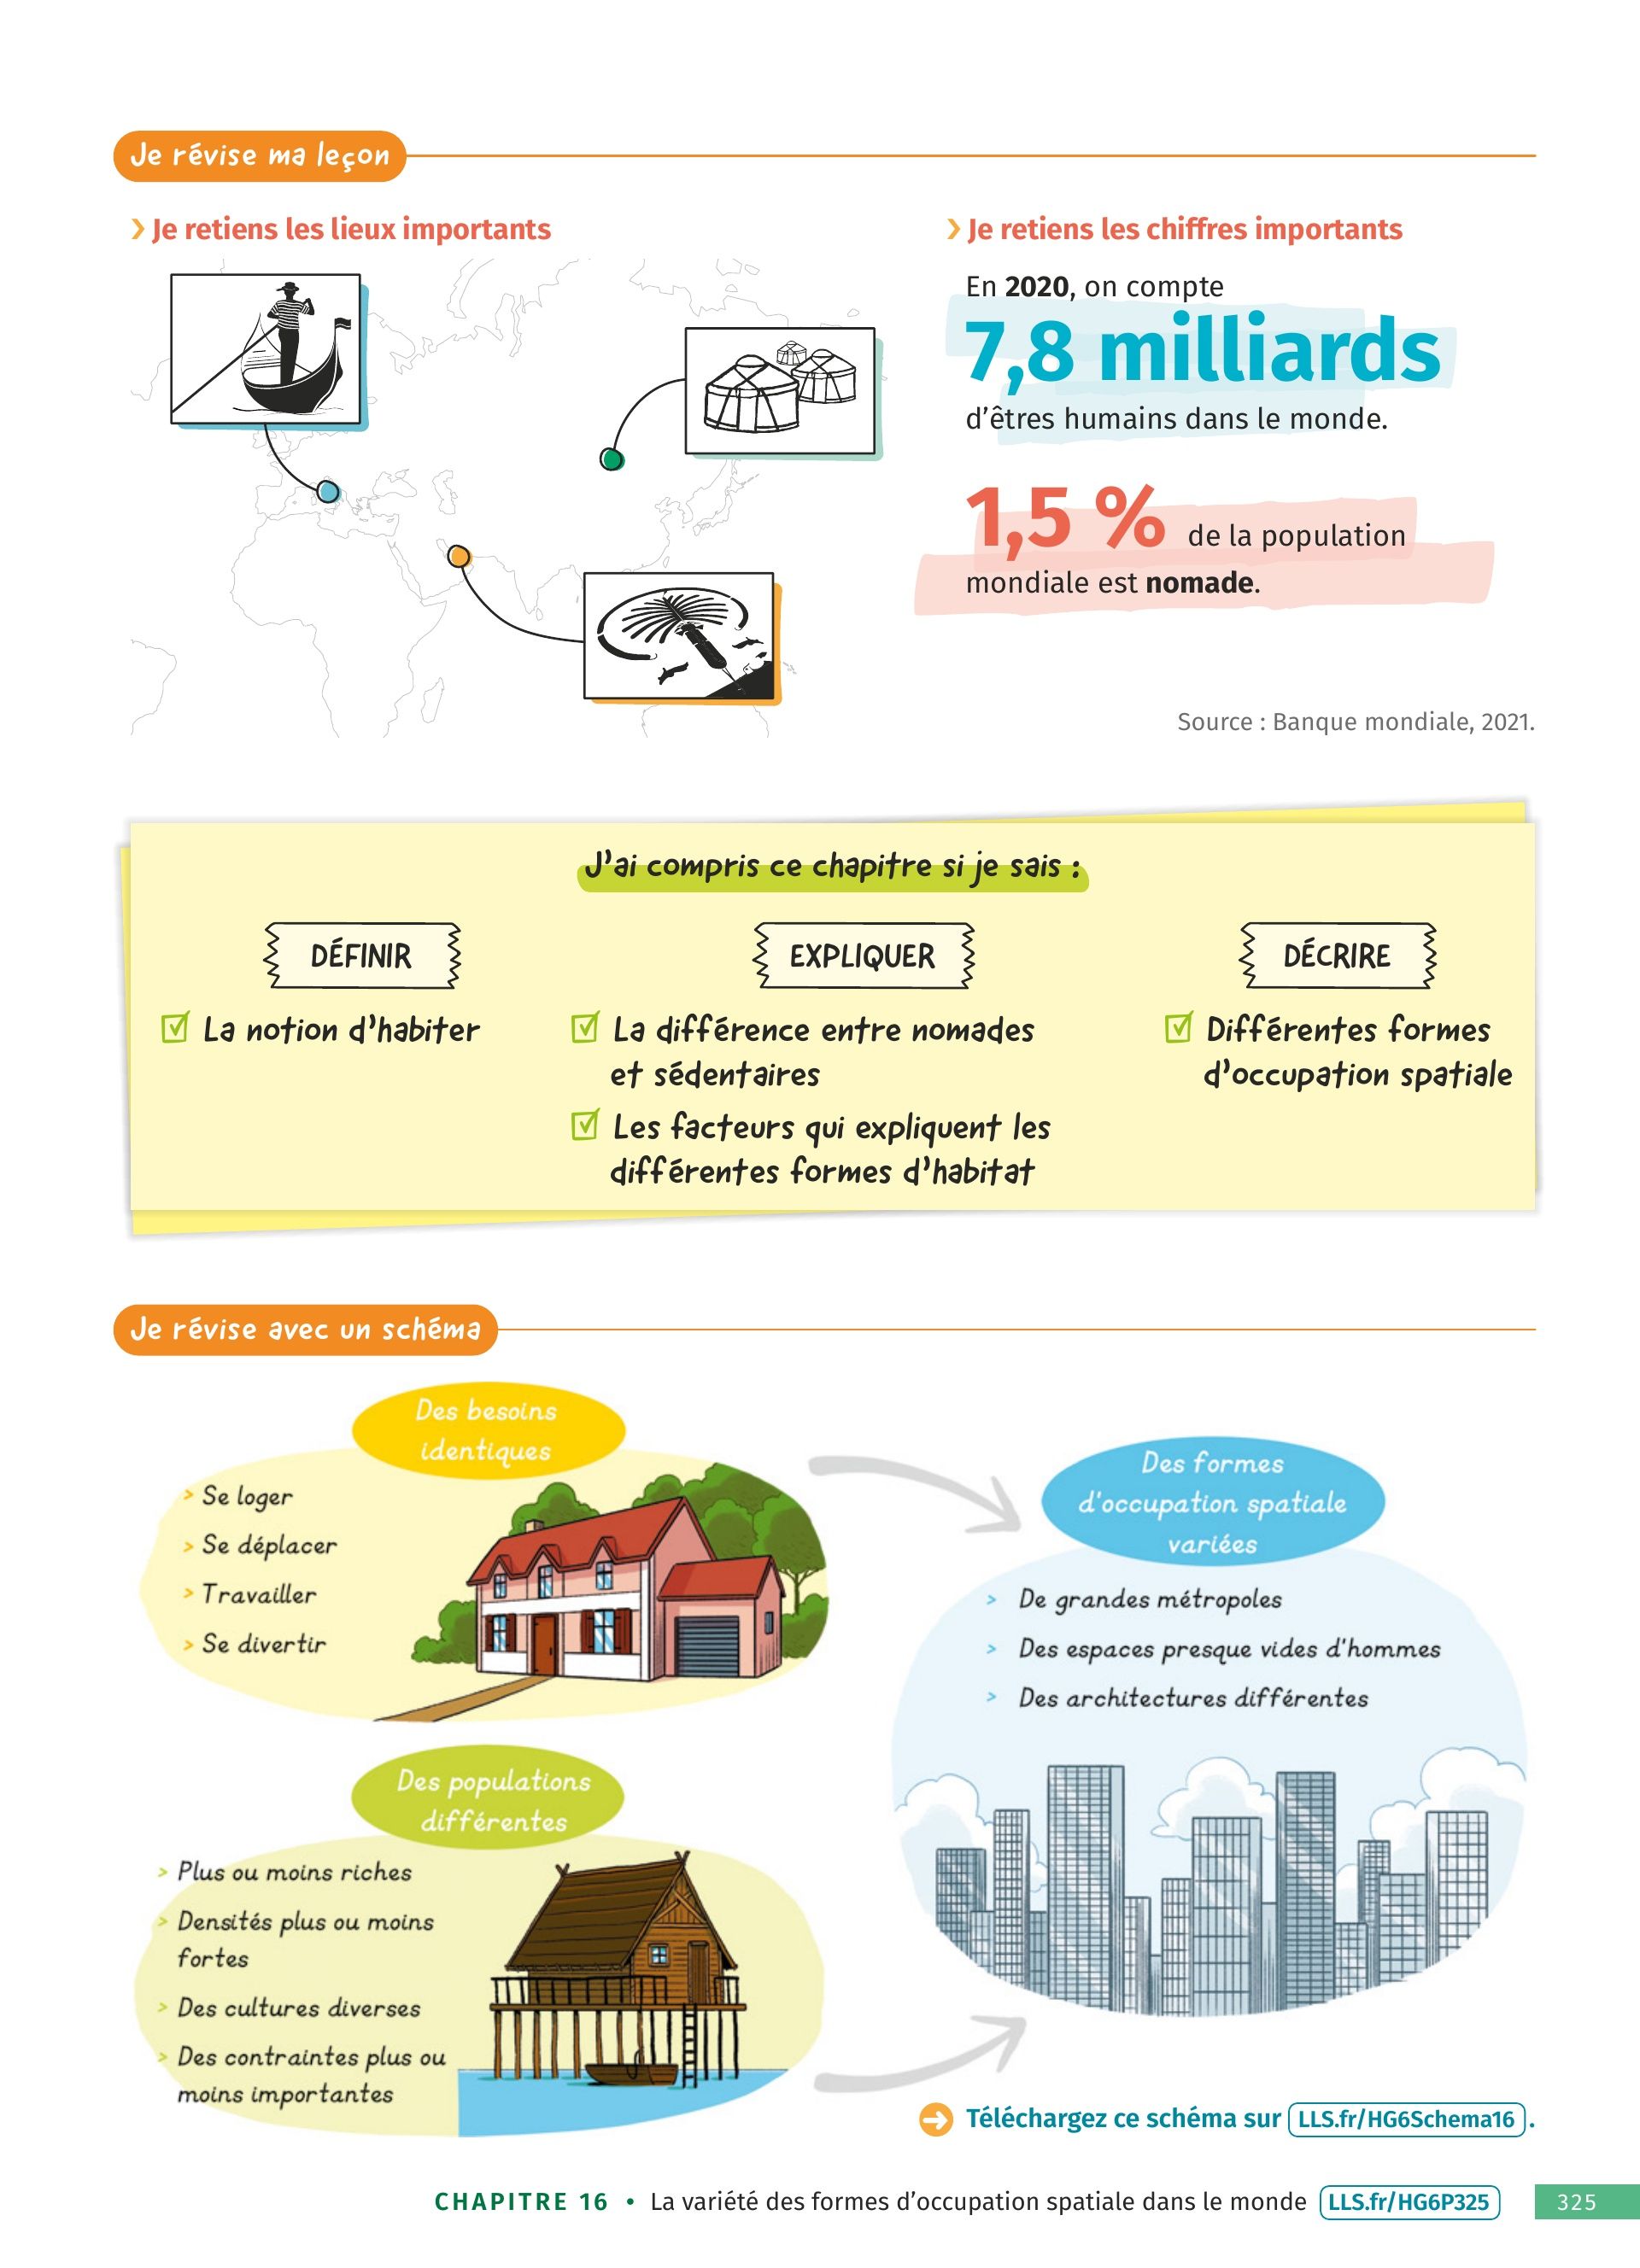 Je révise ma leçon
› Je retiens les lieux importants
› Je retiens les chiffres importants
En 2020, on compte
7,8 milliards
d'êtres humains dans le monde.
1,5 % de la population
mondiale est nomade.
Source : Banque mondiale, 2021.
J'ai compris ce chapitre si je sais :
DÉFINIR
La notion d'habiter
EXPLIQUER
La différence entre nomades
et sédentaires
Les facteurs qui expliquent les
différentes formes d'habitat
DÉCRIRE
Différentes formes
d'occupation spatiale
Je révise avec un schéma
Des besoins
identiques
> Se loger
> Se déplacer
> Travailler
> Se divertir
Des populations
différentes
> Plus ou moins riches
> Densités plus ou moins
fortes
> Des cultures diverses
> Des contraintes plus ou
moins importantes
Des formes
d'occupation spatiale
variées
> De grandes métropoles
> Des espaces presque vides d'hommes
> Des architectures différentes
Téléchargez ce schéma sur LLS.fr/HG6Schema16.
CHAPITRE 16 • La variété des formes d'occupation spatiale dans le monde LLS.fr/HG6P325 325